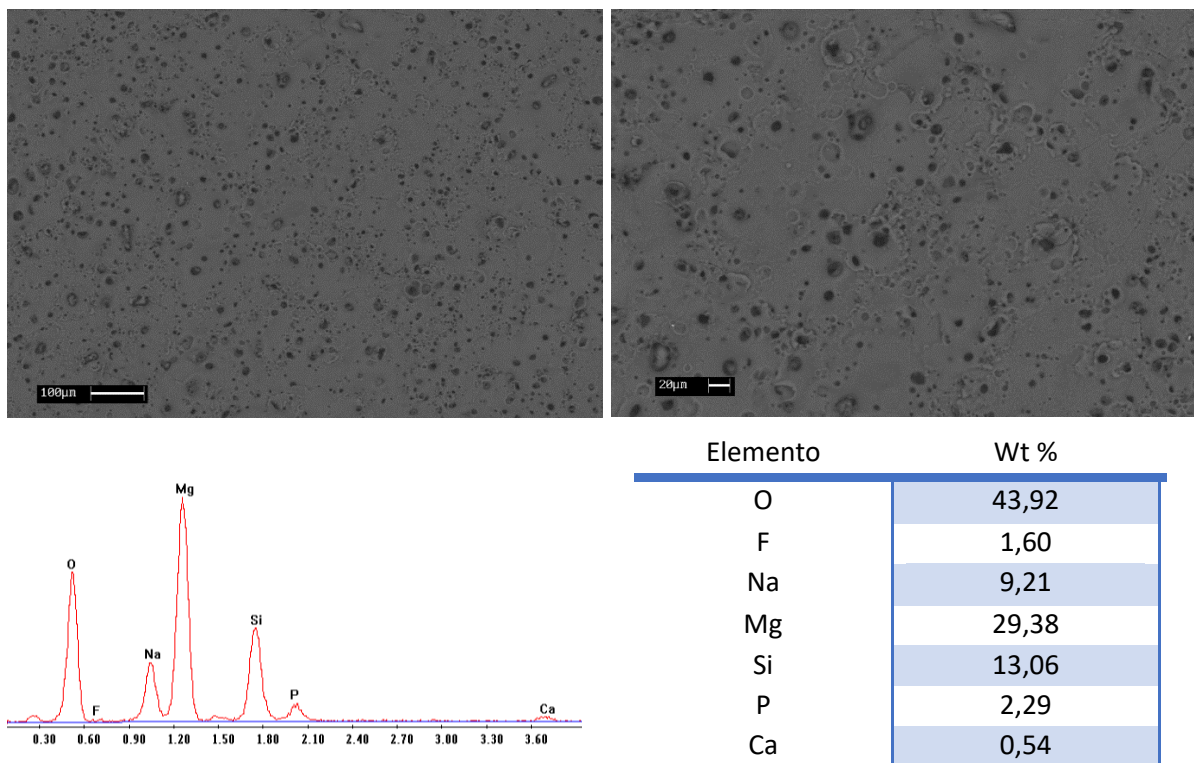 100µm
20µm
Mg
O
Si
Na
P
F
Ca
0.30 0.60 0.90 1.20 1.50 1.80 2.10 2.40 2.70 3.00 3.30 3.60
Elemento Wt %
O 43,92
F 1,60
Na 9,21
Mg 29,38
Si 13,06
P 2,29
Ca 0,54